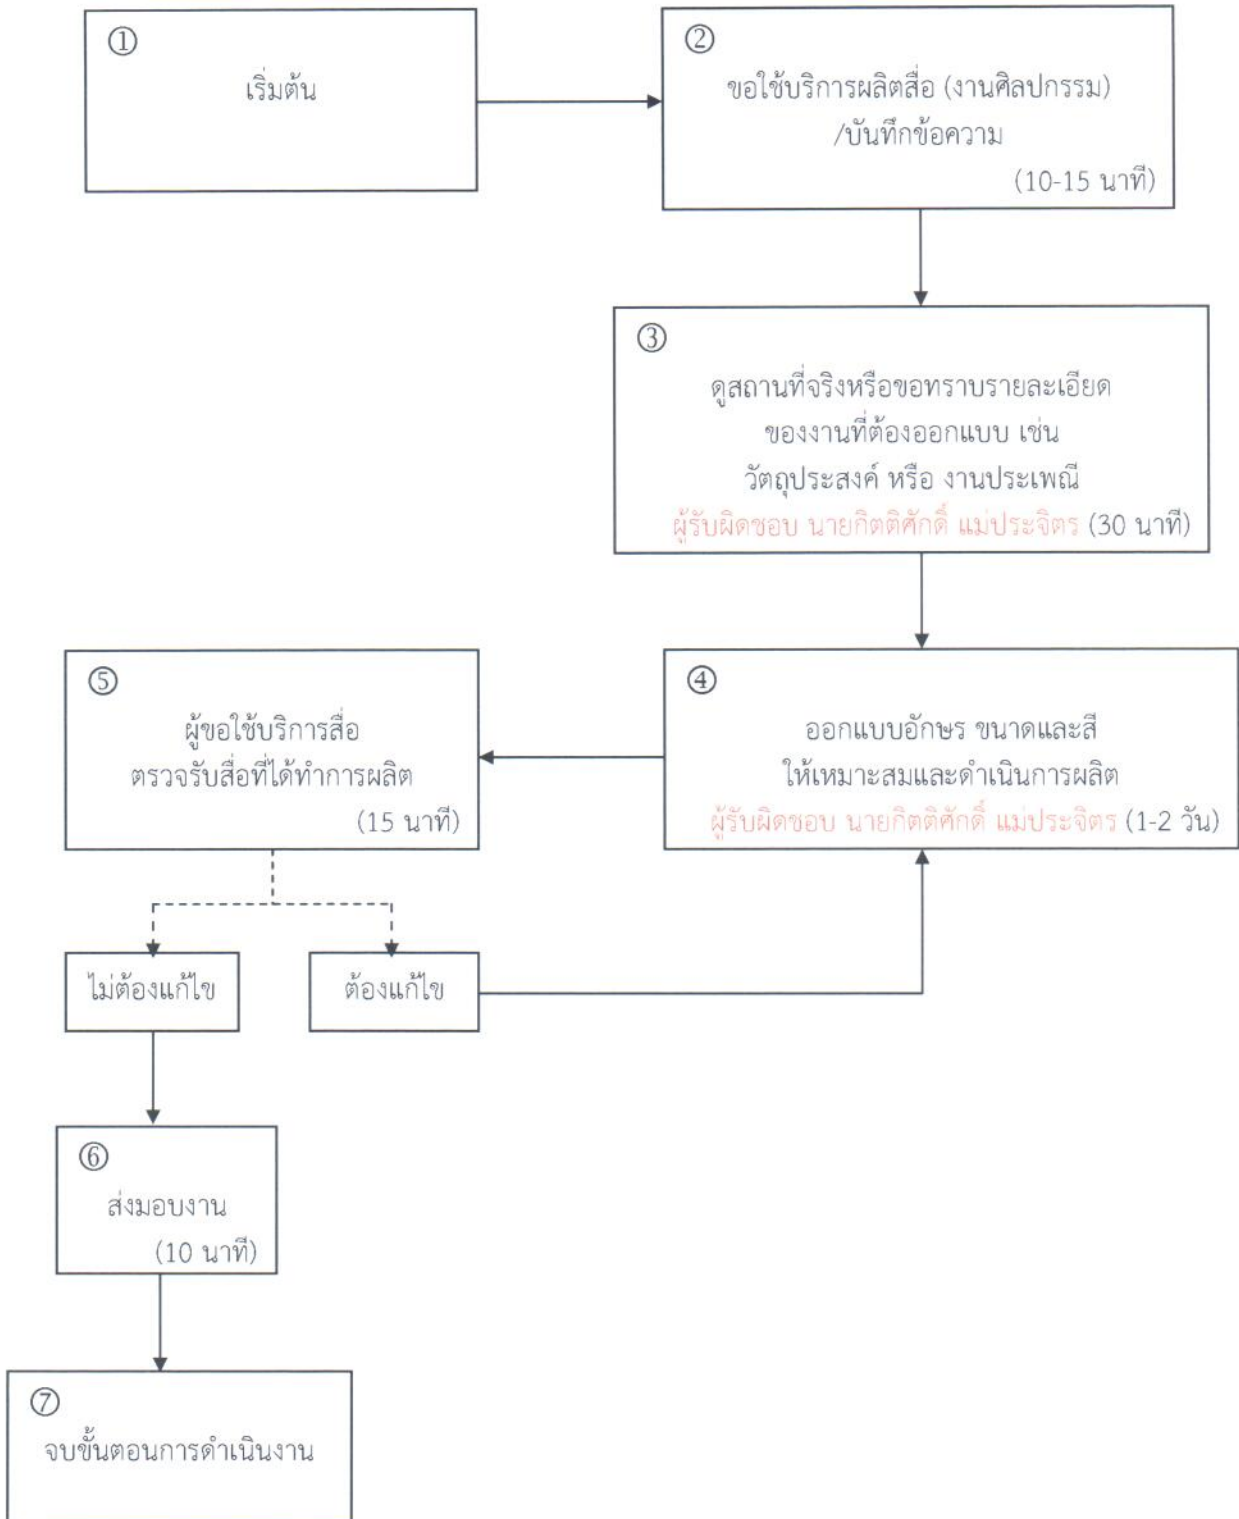 ①
เริ่มต้น
②
ขอใช้บริการผลิตสื่อ (งานศิลปกรรม)
/บันทึกข้อความ
(10-15 นาที)
③
ดูสถานที่จริงหรือขอทราบรายละเอียด
ของงานที่ต้องออกแบบ เช่น
วัตถุประสงค์ หรือ งานประเพณี
ผู้รับผิดชอบ นายกิตติศักดิ์ แม่ประจิตร (30 นาที)
④
ออกแบบอักษร ขนาดและสี
ให้เหมาะสมและดำเนินการผลิต
ผู้รับผิดชอบ นายกิตติศักดิ์ แม่ประจิตร (1-2 วัน)
⑤
ผู้ขอใช้บริการสื่อ
ตรวจรับสื่อที่ได้ทำการผลิต
(15 นาที)
ไม่ต้องแก้ไข
ต้องแก้ไข
⑥
ส่งมอบงาน
(10 นาที)
⑦
จบขั้นตอนการดำเนินงาน